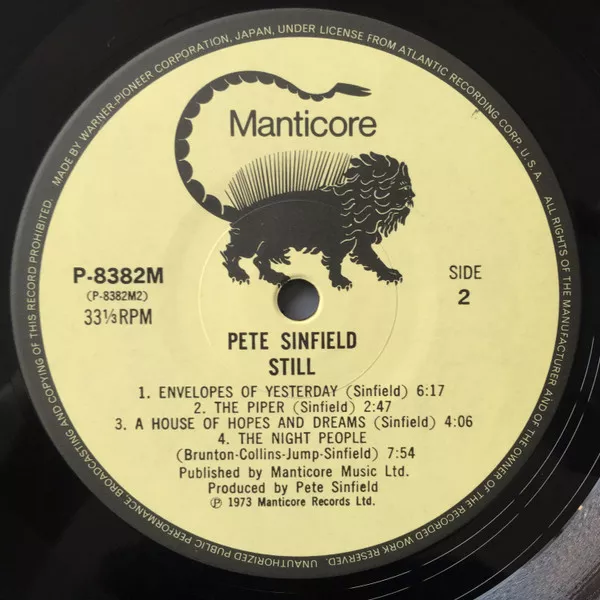 MADE BY WARNER-PIONEER CORPORATION, JAPAN, UNDER LICENSE FROM ATLANTIC RECORDING CORP. U.S.A.
ALL RIGHTS OF THE MANUFACTURER AND OF THE OWNER OF THE RECORDED WORK RESERVED.
UNAUTHORIZED PUBLIC PERFORMANCE BROADCASTING AND COPYING OF THIS RECORD PROHIBITED.
Manticore
P-8382M
(P-8382M2)
33⅓RPM
SIDE
2
PETE SINFIELD
STILL
1. ENVELOPES OF YESTERDAY (Sinfield) 6:17
2. THE PIPER (Sinfield) 2:47
3. A HOUSE OF HOPES AND DREAMS (Sinfield) 4:06
4. THE NIGHT PEOPLE
(Brunton-Collins-Jump-Sinfield) 7:54
Published by Manticore Music Ltd.
Produced by Pete Sinfield
℗ 1973 Manticore Records Ltd.